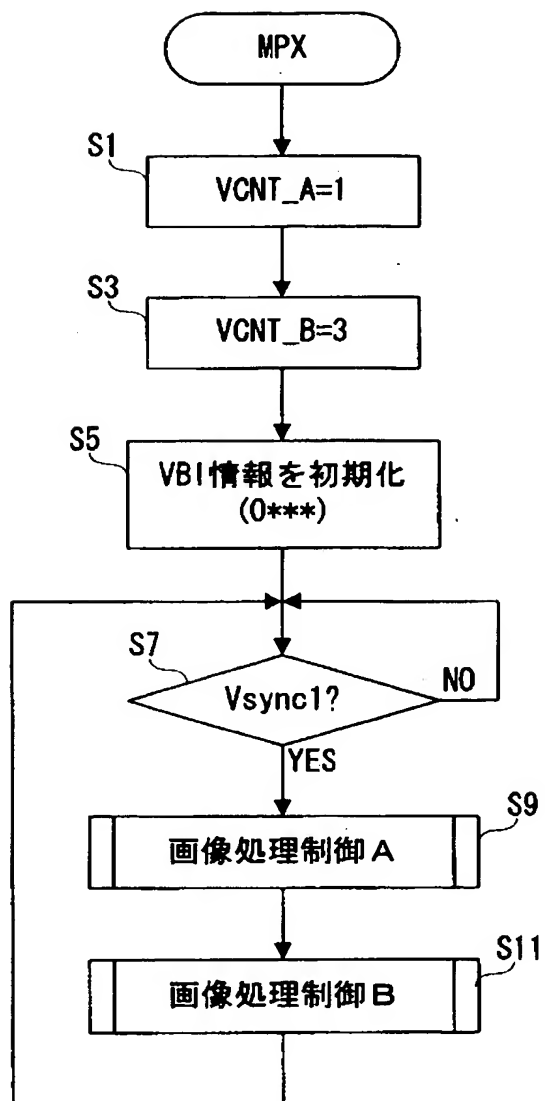 MPX
S1
VCNT_A=1
S3
VCNT_B=3
S5
VBI情報を初期化
(0***)
S7
Vsync1?
NO
YES
S9
画像処理制御A
S11
画像処理制御B